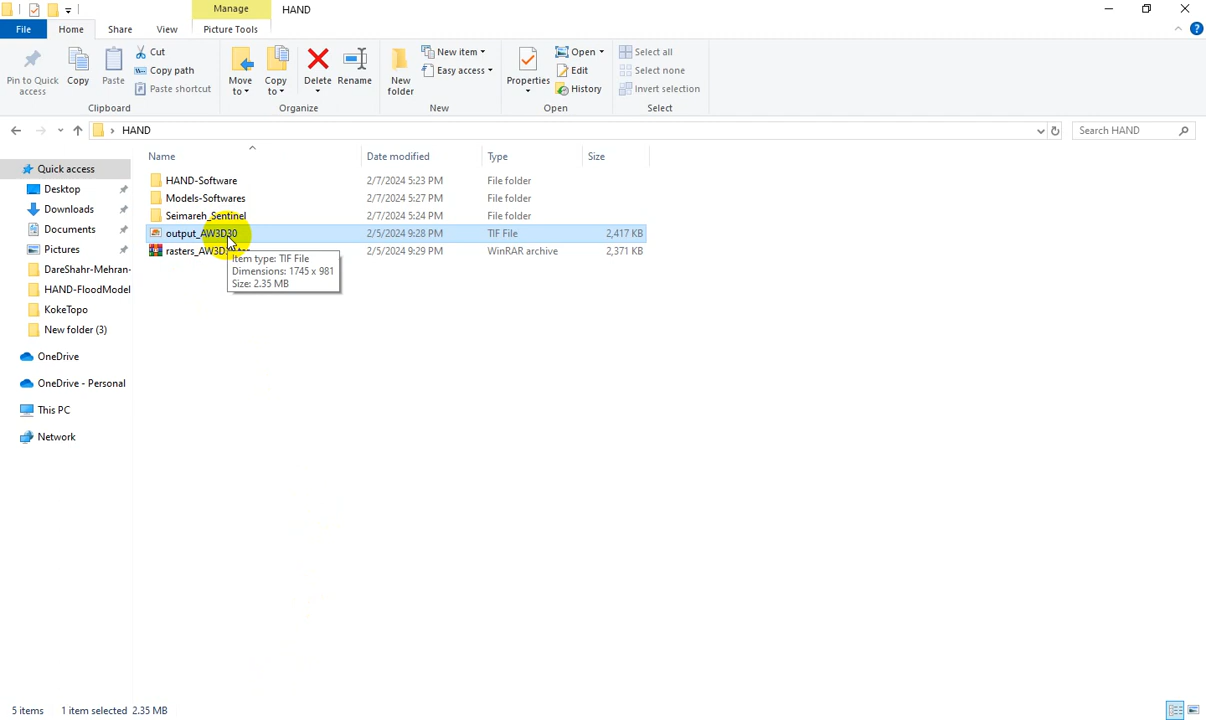 Manage
HAND
File
Home
Share
View
Picture Tools
Pin to Quick access
Copy
Paste
Cut
Copy path
Paste shortcut
Clipboard
Move to
Copy to
Delete
Rename
Organize
New folder
New item
Easy access
New
Properties
Open
Edit
History
Open
Select all
Select none
Invert selection
Select
HAND
Search HAND
Name
Date modified
Type
Size
Quick access
Desktop
Downloads
Documents
Pictures
DareShahr-Mehran-
HAND-FloodModel
KokeTopo
New folder (3)
OneDrive
OneDrive - Personal
This PC
Network
HAND-Software 2/7/2024 5:23 PM File folder
Models-Softwares 2/7/2024 5:27 PM File folder
Seimareh_Sentinel 2/7/2024 5:24 PM File folder
output_AW3D30 2/5/2024 9:28 PM TIF File 2,417 KB
2/5/2024 9:29 PM WinRAR archive 2,371 KB
Item type: TIF File
Dimensions: 1745 x 981
Size: 2.35 MB
5 items 1 item selected 2.35 MB